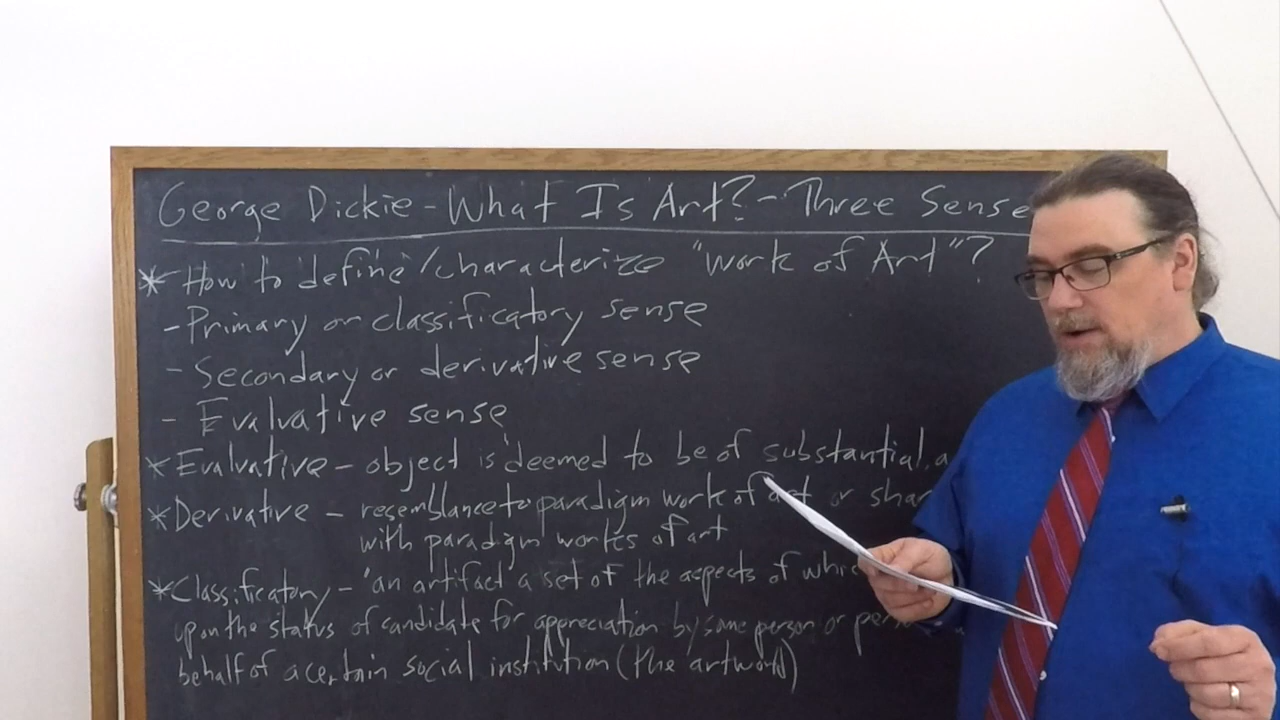 George Dickie - What Is Art? - Three Sense
* How to define/characterize "Work of Art"?
- Primary or classificatory sense
- Secondary or derivative sense
- Evaluative sense
* Evaluative - object is deemed to be of substantial, a
* Derivative - resemblance to paradigm work of art or shar
with paradigm works of art
* Classificatory - "an artifact a set of the aspects of whic
upon the status of candidate for appreciation by some person or per
behalf of a certain social institution (the artworld)